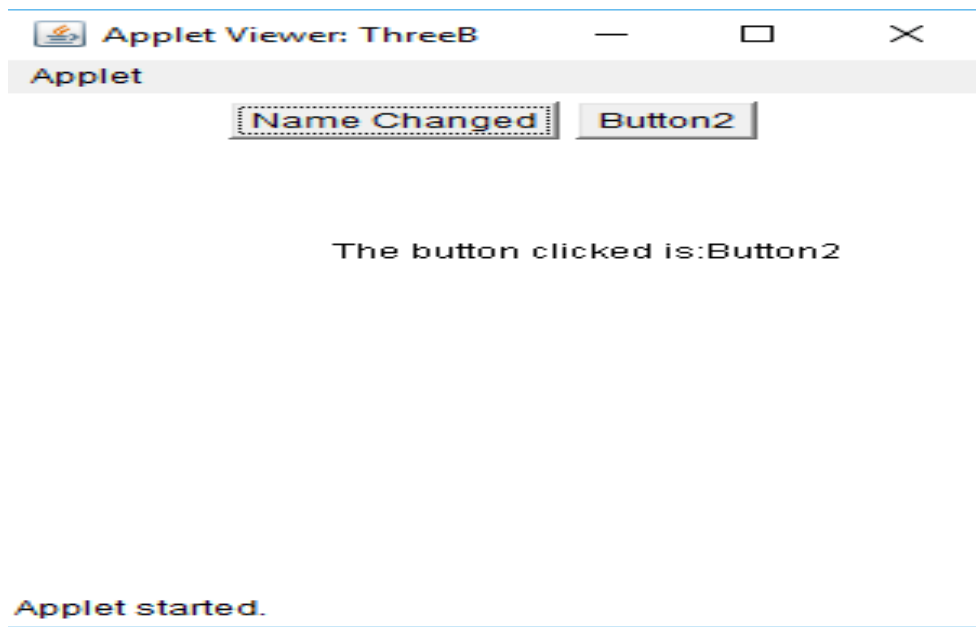 Applet Viewer: ThreeB
Applet
Name Changed Button2
The button clicked is:Button2
Applet started.